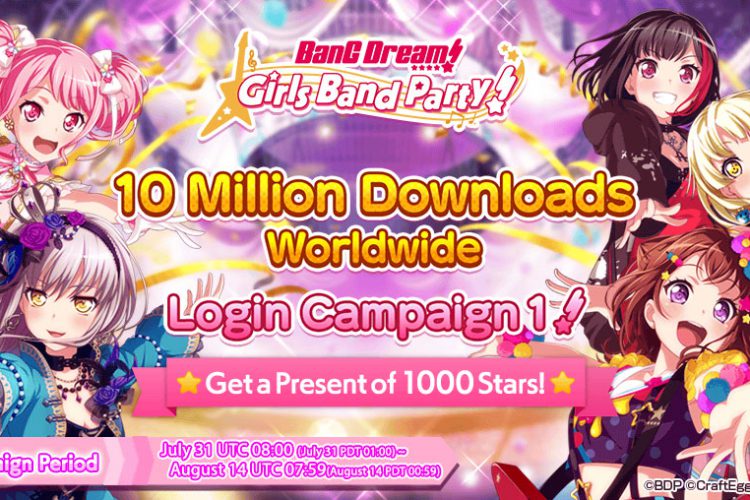 BanG Dream!
Girls Band Party!
10 Million Downloads
Worldwide
Login Campaign 1!
Get a Present of 1000 Stars!
aign Period
July 31 UTC 08:00 (July 31 PDT 01:00)~
August 14 UTC 07:59(August 14 PDT 00:59)
©BDP ©CraftEgg